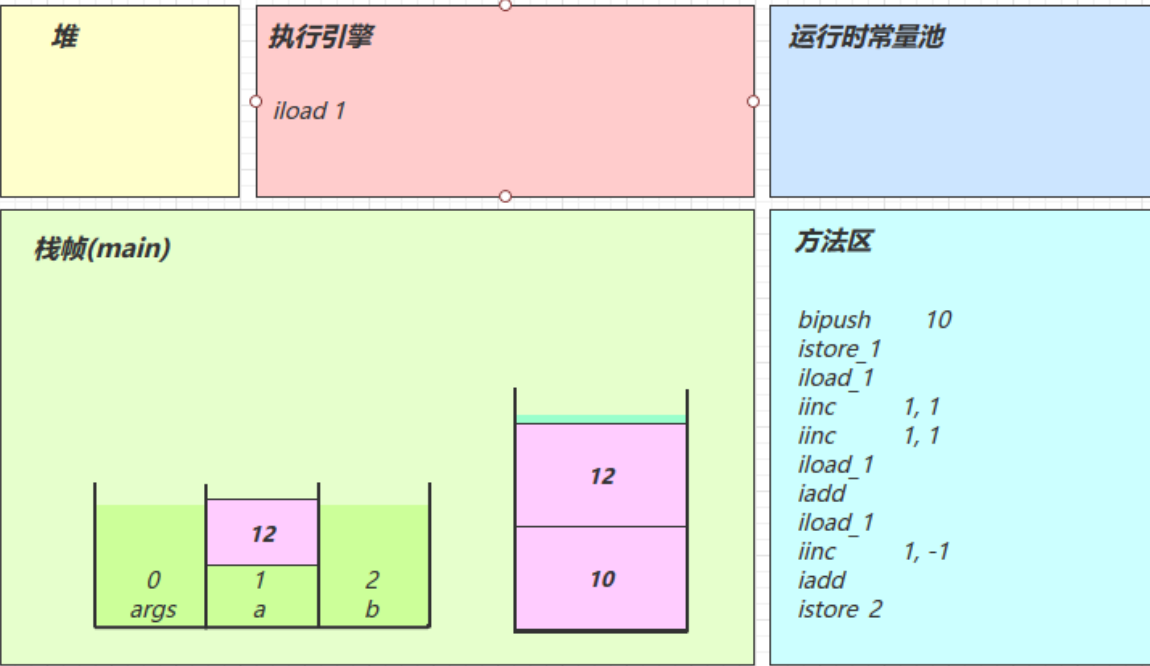 堆
执行引擎
iload 1
运行时常量池
栈帧(main)
12
0
args
1
a
2
b
12
10
方法区
bipush 10
istore_1
iload_1
iinc 1, 1
iinc 1, 1
iload_1
iadd
iload_1
iinc 1, -1
iadd
istore 2